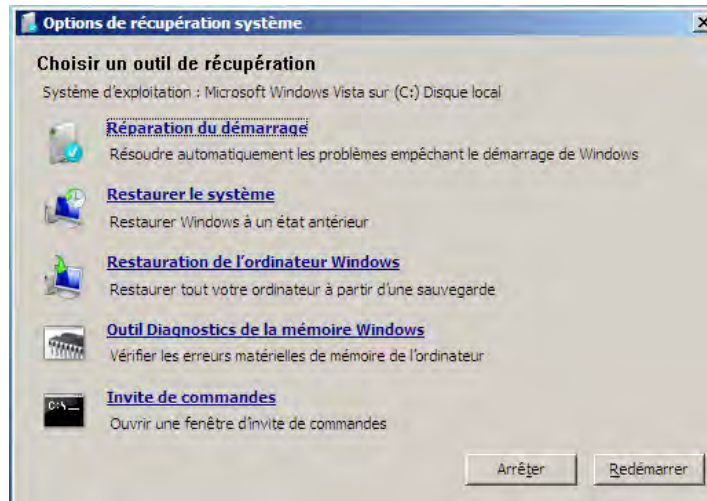 Options de récupération système
Choisir un outil de récupération
Système d'exploitation : Microsoft Windows Vista sur (C:) Disque local
Réparation du démarrage
Résoudre automatiquement les problèmes empêchant le démarrage de Windows
Restaurer le système
Restaurer Windows à un état antérieur
Restauration de l'ordinateur Windows
Restaurer tout votre ordinateur à partir d'une sauvegarde
Outil Diagnostics de la mémoire Windows
Vérifier les erreurs matérielles de mémoire de l'ordinateur
C:\_
Invite de commandes
Ouvrir une fenêtre d'invite de commandes
Arrêter Redémarrer